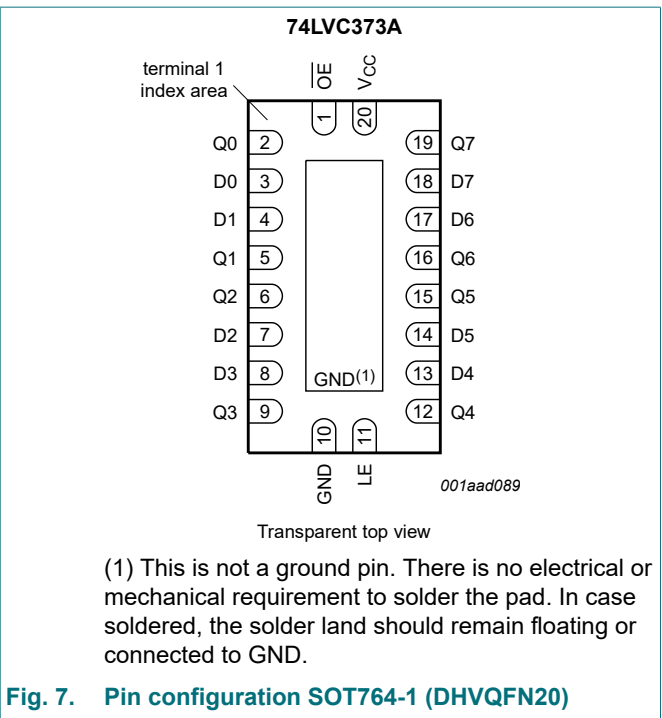 74LVC373A
terminal 1
index area
OE
VCC
1
20
Q0 2 19 Q7
D0 3 18 D7
D1 4 17 D6
Q1 5 16 Q6
Q2 6 15 Q5
D2 7 14 D5
D3 8 GND(1) 13 D4
Q3 9 12 Q4
10
11
GND
LE
001aad089
Transparent top view
(1) This is not a ground pin. There is no electrical or
mechanical requirement to solder the pad. In case
soldered, the solder land should remain floating or
connected to GND.
Fig. 7. Pin configuration SOT764-1 (DHVQFN20)